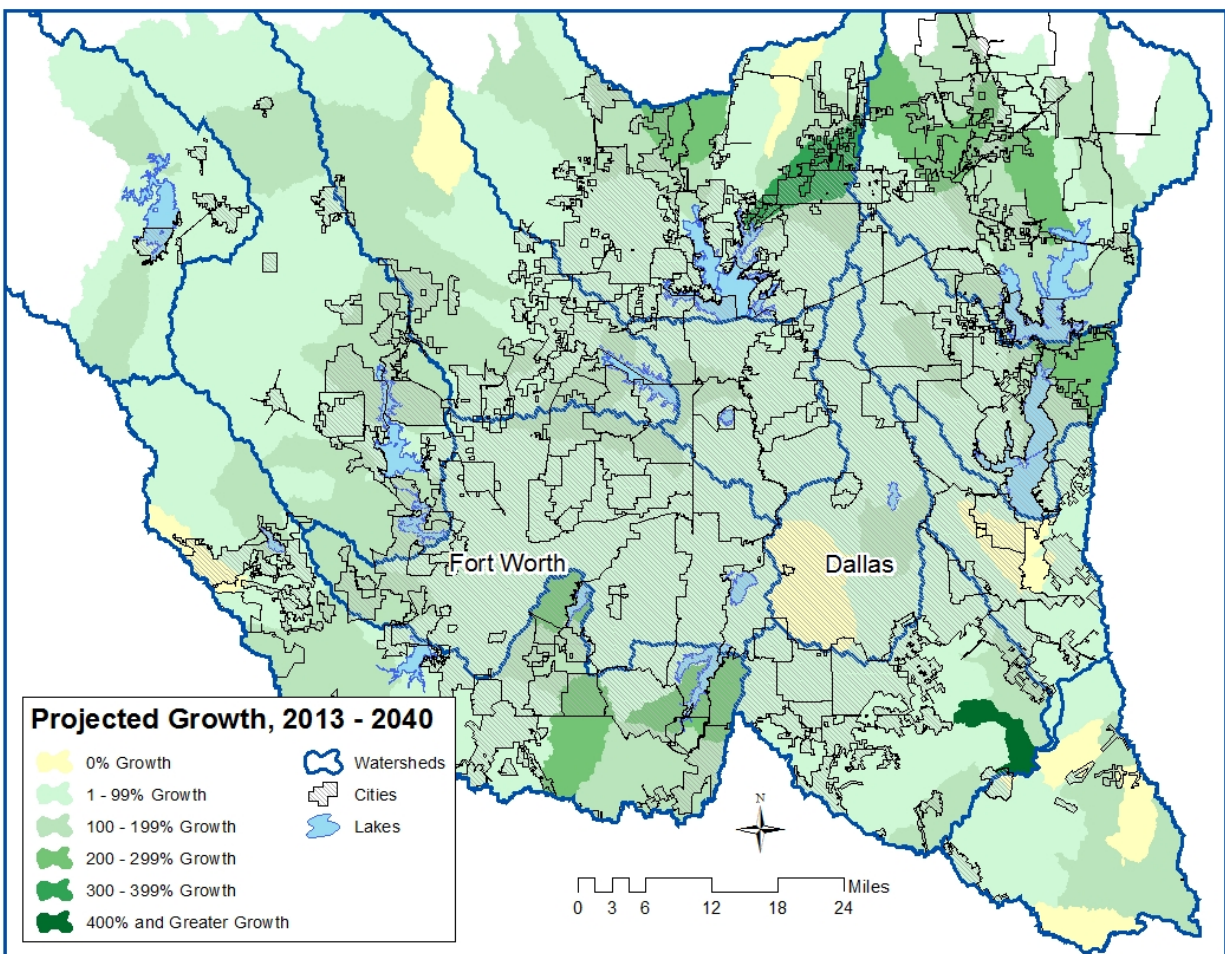 Fort Worth
Dallas
Projected Growth, 2013 - 2040
0% Growth
1 - 99% Growth
100 - 199% Growth
200 - 299% Growth
300 - 399% Growth
400% and Greater Growth
Watersheds
Cities
Lakes
N
Miles
0 3 6 12 18 24